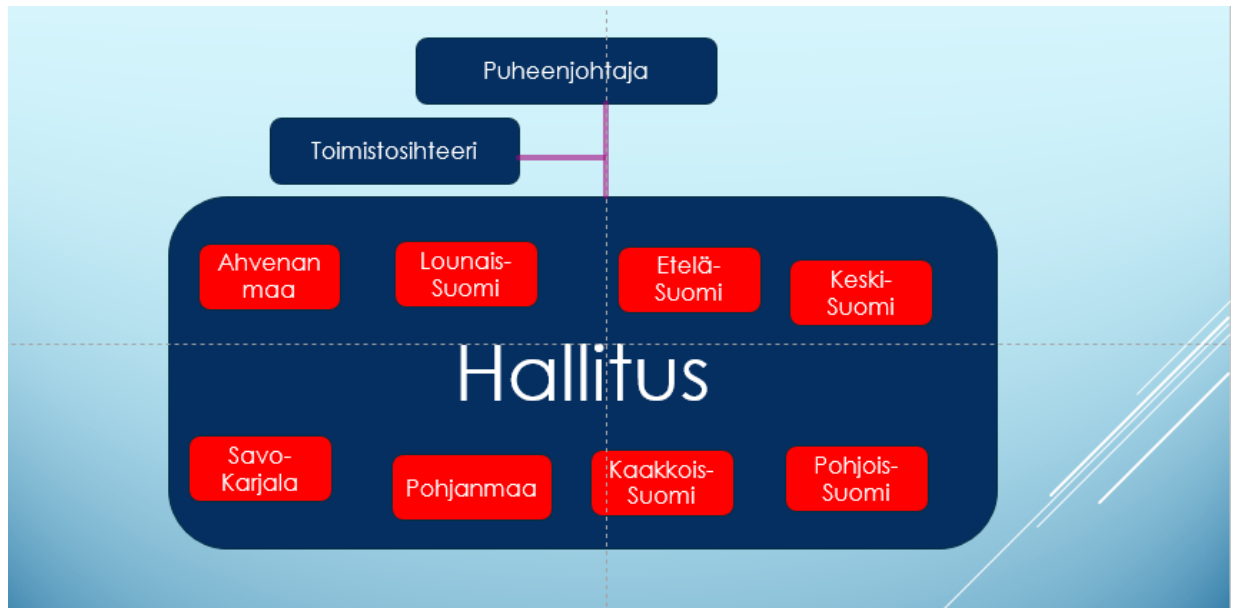 Puheenjohtaja
Toimistosihteeri
Ahvenan
maa
Lounais-
Suomi
Etelä-
Suomi
Keski-
Suomi
Hallitus
Savo-
Karjala
Pohjanmaa
Kaakkois-
Suomi
Pohjois-
Suomi